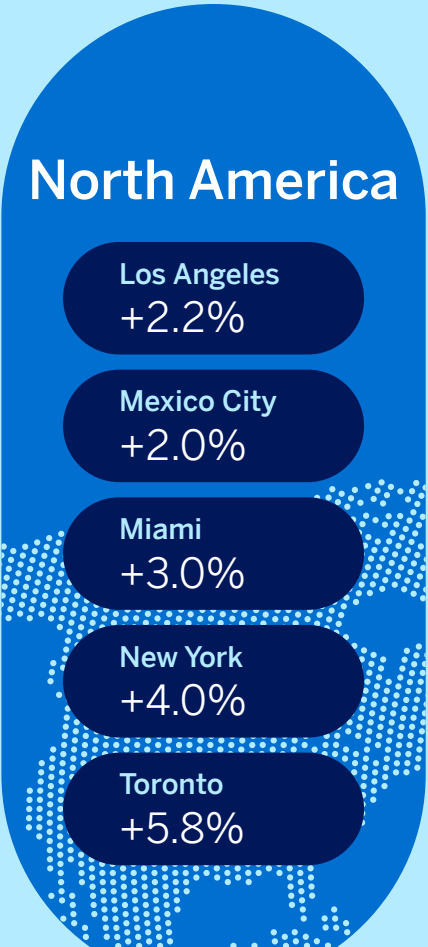 North America
Los Angeles
+2.2%
Mexico City
+2.0%
Miami
+3.0%
New York
+4.0%
Toronto
+5.8%